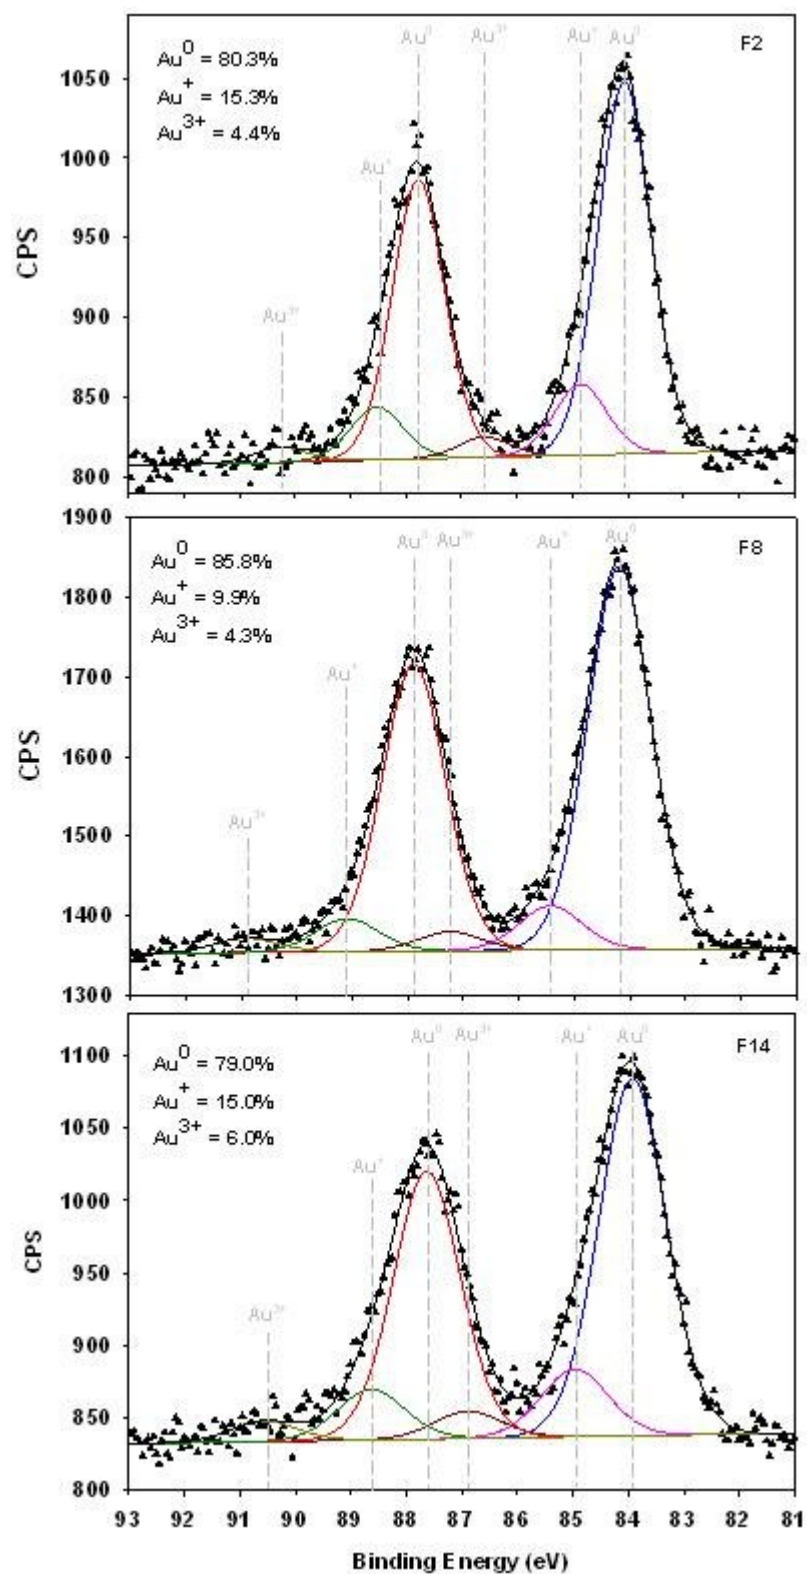 Au⁰ Au³⁺ Au⁺ Au⁰ F2
Au⁰ = 80.3%
Au⁺ = 15.3%
Au³⁺ = 4.4%
Au⁺
Au³⁺
1050
1000
950
900
850
800
CPS
1900
Au⁰ Au³⁺ Au⁺ Au⁰ F8
Au⁰ = 85.8%
Au⁺ = 9.9%
Au³⁺ = 4.3%
Au⁺
Au³⁺
1800
1700
1600
1500
1400
1300
CPS
Au⁰ Au³⁺ Au⁺ Au⁰ F14
Au⁰ = 79.0%
Au⁺ = 15.0%
Au³⁺ = 6.0%
Au⁺
Au³⁺
1100
1050
1000
950
900
850
800
CPS
93 92 91 90 89 88 87 86 85 84 83 82 81
Binding Energy (eV)